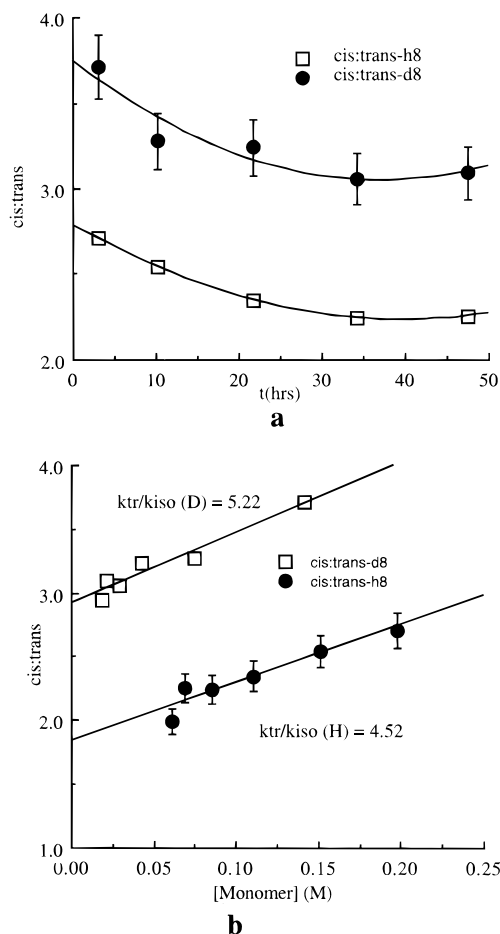 4.0
cis:trans-h8
cis:trans-d8
3.0
cis:trans
2.0
0 10 20 30 40 50
t(hrs)
a
4.0
ktr/kiso (D) = 5.22
cis:trans-d8
cis:trans-h8
3.0
cis:trans
2.0
ktr/kiso (H) = 4.52
1.0
0.00 0.05 0.10 0.15 0.20 0.25
[Monomer] (M)
b